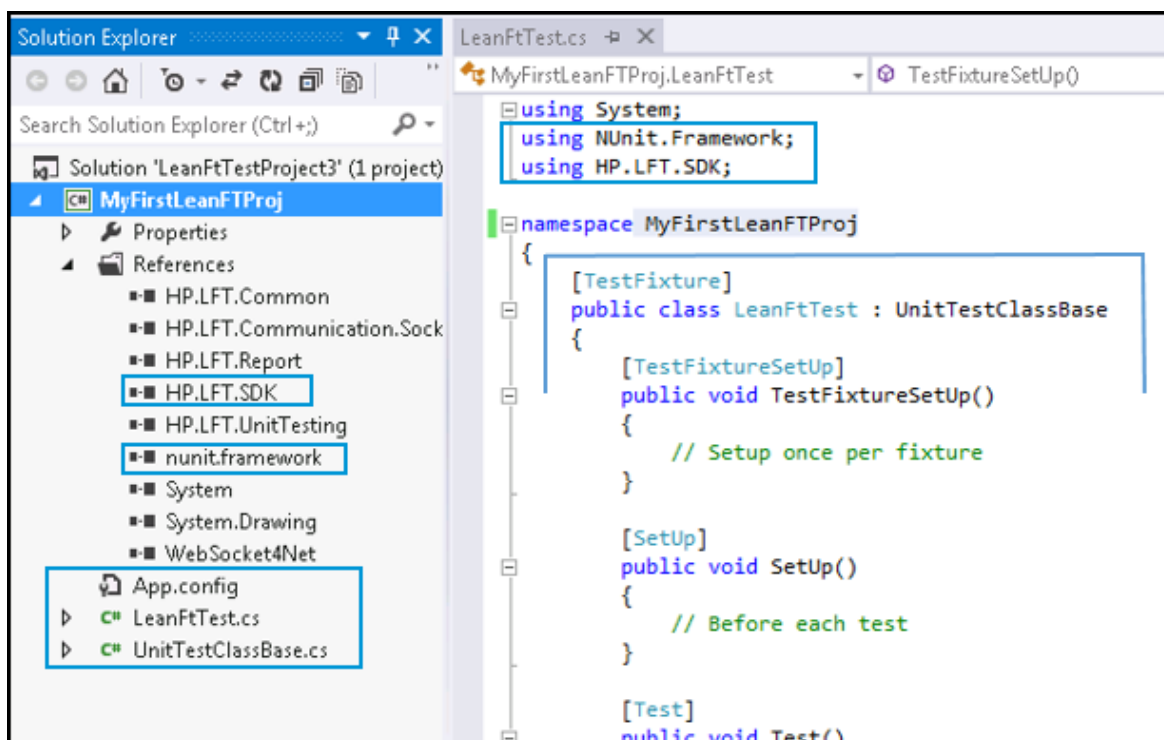 Solution Explorer
Search Solution Explorer (Ctrl+;)
Solution 'LeanFtTestProject3' (1 project)
C# MyFirstLeanFTProj
Properties
References
HP.LFT.Common
HP.LFT.Communication.Sock
HP.LFT.Report
HP.LFT.SDK
HP.LFT.UnitTesting
nunit.framework
System
System.Drawing
WebSocket4Net
App.config
C# LeanFtTest.cs
C# UnitTestClassBase.cs
LeanFtTest.cs
MyFirstLeanFTProj.LeanFtTest
TestFixtureSetUp()
using System;
using NUnit.Framework;
using HP.LFT.SDK;
namespace MyFirstLeanFTProj
{
[TestFixture]
public class LeanFtTest : UnitTestClassBase
{
[TestFixtureSetUp]
public void TestFixtureSetUp()
{
// Setup once per fixture
}
[SetUp]
public void SetUp()
{
// Before each test
}
[Test]
public void Test()